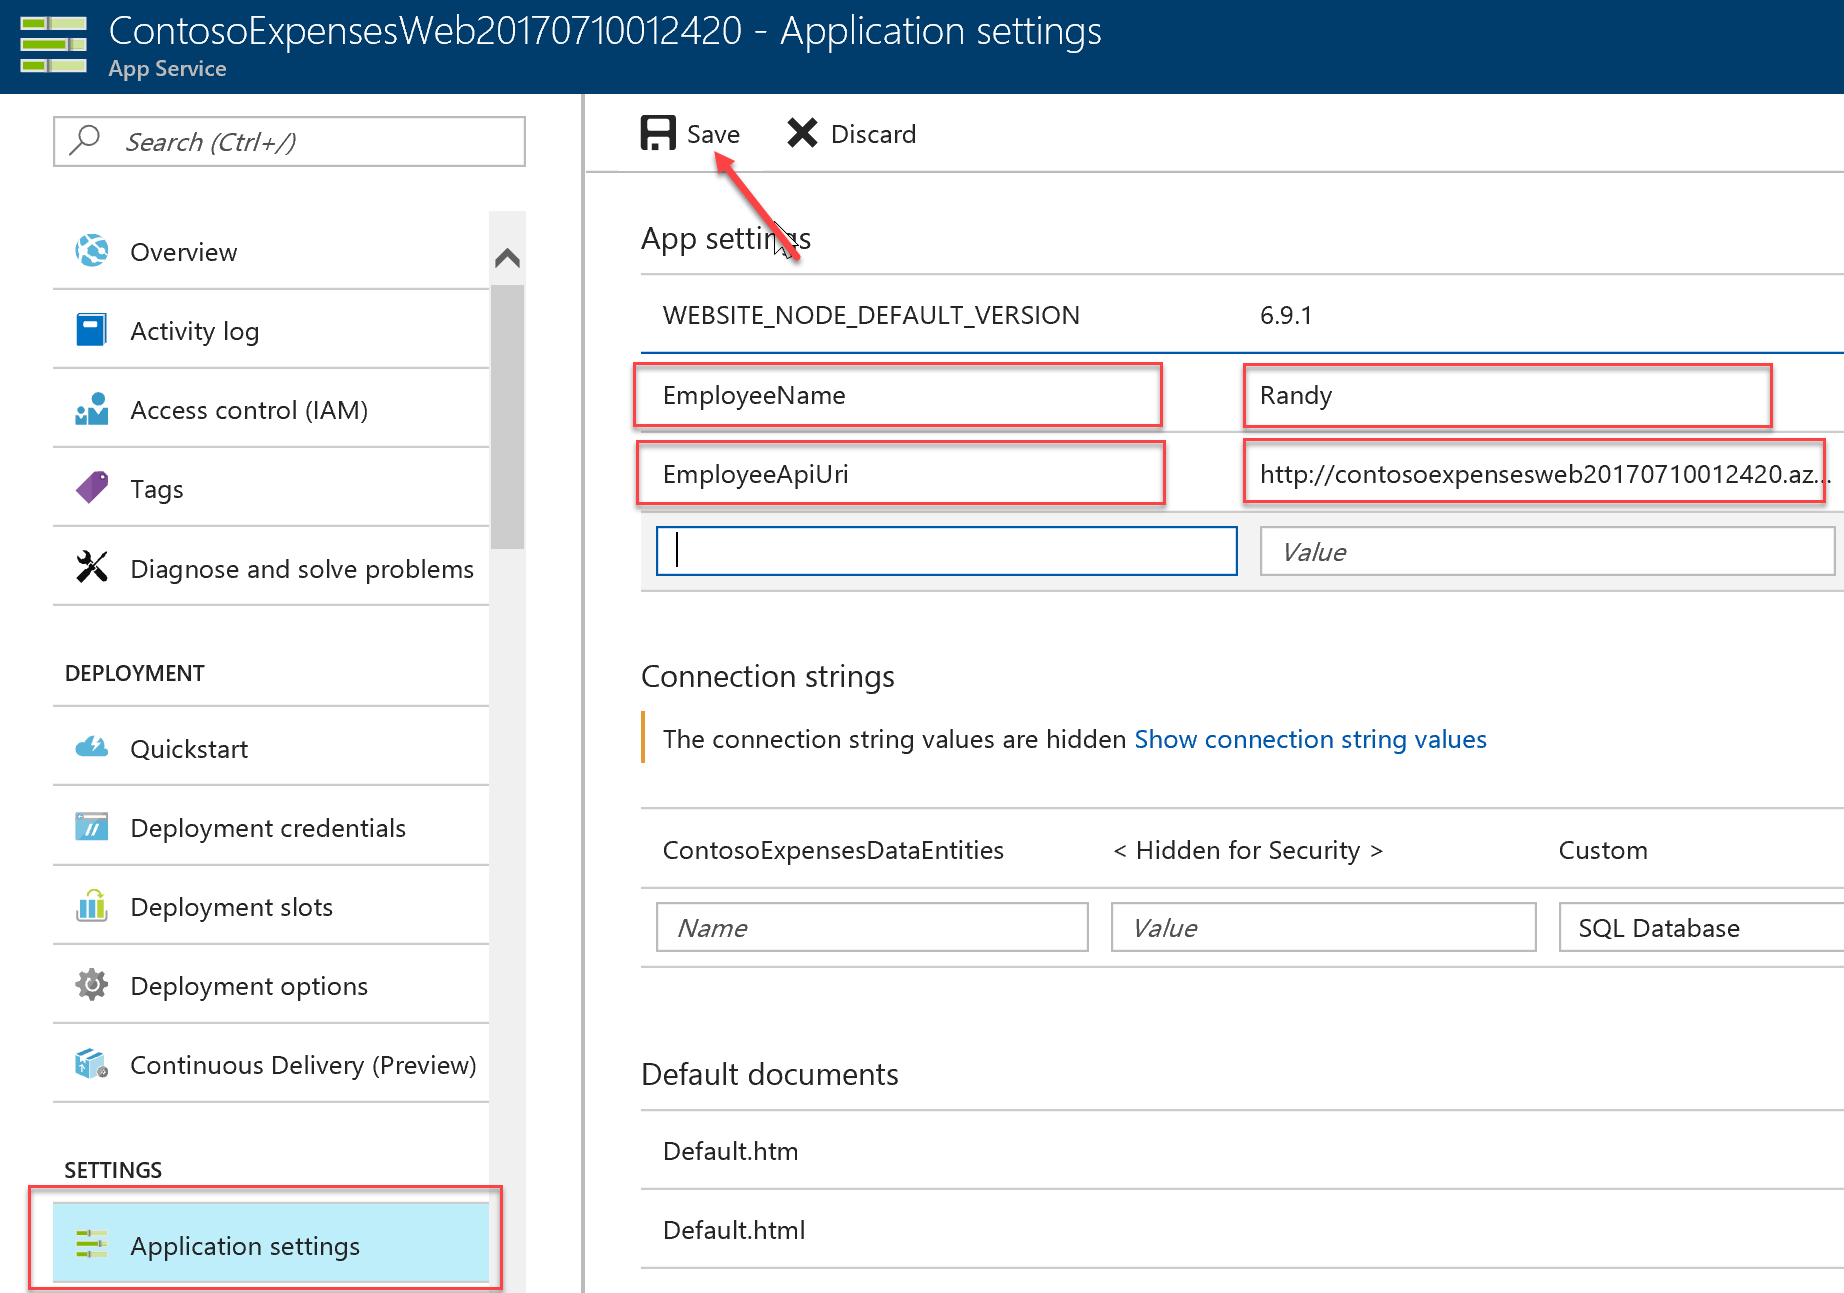 ContosoExpensesWeb20170710012420 - Application settings
App Service
Search (Ctrl+/)
Overview
Activity log
Access control (IAM)
Tags
Diagnose and solve problems
DEPLOYMENT
Quickstart
Deployment credentials
Deployment slots
Deployment options
Continuous Delivery (Preview)
SETTINGS
Application settings
Save Discard
App settings
WEBSITE_NODE_DEFAULT_VERSION 6.9.1
EmployeeName Randy
EmployeeApiUri http://contosoexpensesweb20170710012420.az...
Value
Connection strings
The connection string values are hidden Show connection string values
ContosoExpensesDataEntities < Hidden for Security > Custom
Name Value SQL Database
Default documents
Default.htm
Default.html